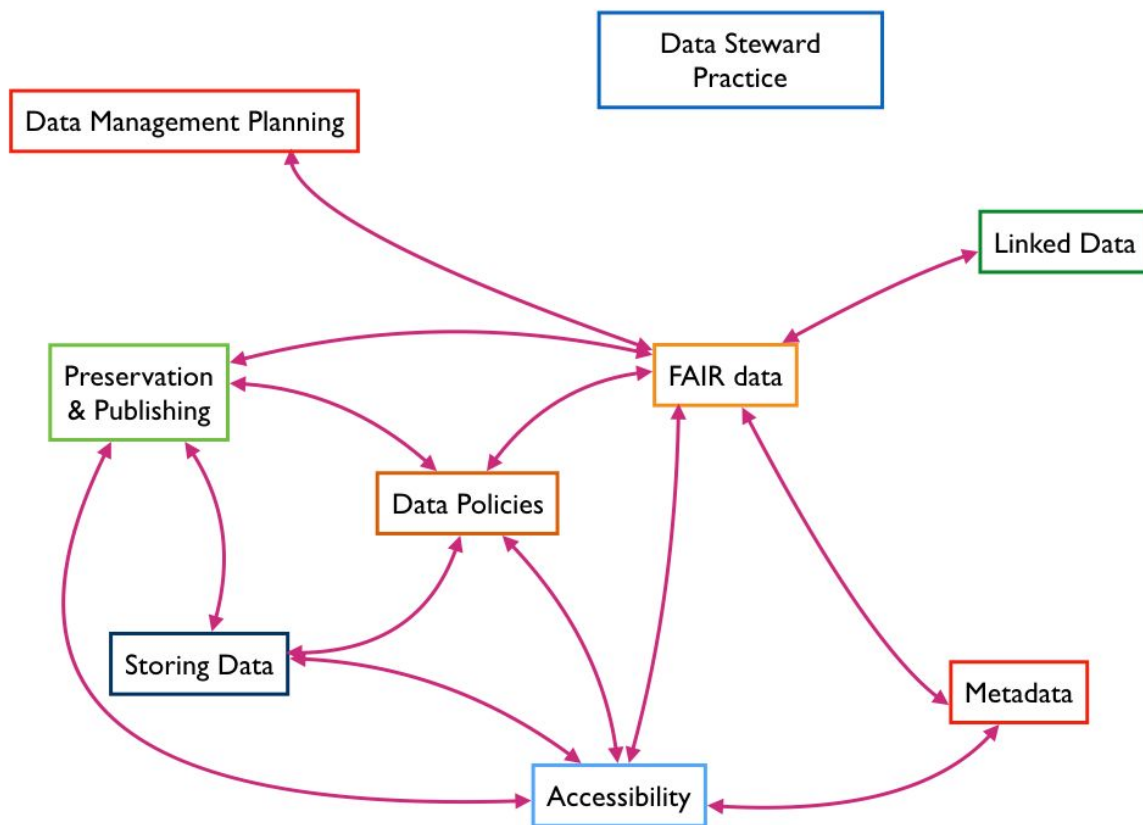 Data Steward
Practice
Data Management Planning
Linked Data
Preservation
& Publishing
FAIR data
Data Policies
Storing Data
Metadata
Accessibility